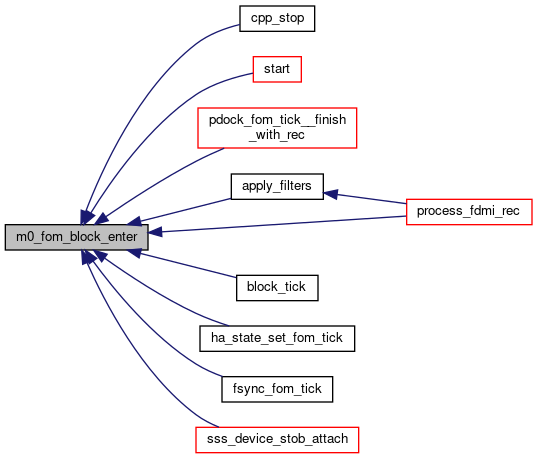 cpp_stop
start
pdock_fom_tick__finish
_with_rec
apply_filters
process_fdmi_rec
m0_fom_block_enter
block_tick
ha_state_set_fom_tick
fsync_fom_tick
sss_device_stob_attach